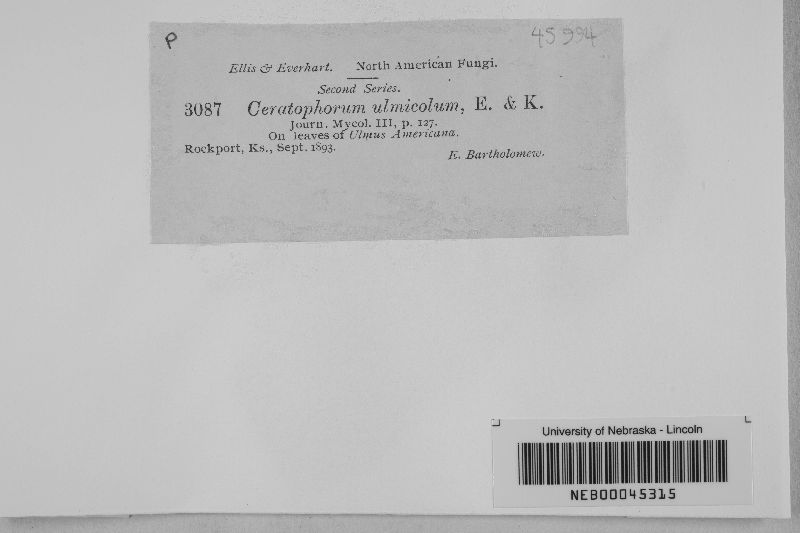 P
45994
Ellis & Everhart. North American Fungi.
Second Series.
3087 Ceratophorum ulmicolum, E. & K.
Journ. Mycol. III, p. 127.
On leaves of Ulmus Americana.
Rockport, Ks., Sept. 1893.
E. Bartholomew.
University of Nebraska - Lincoln
NEB00045315